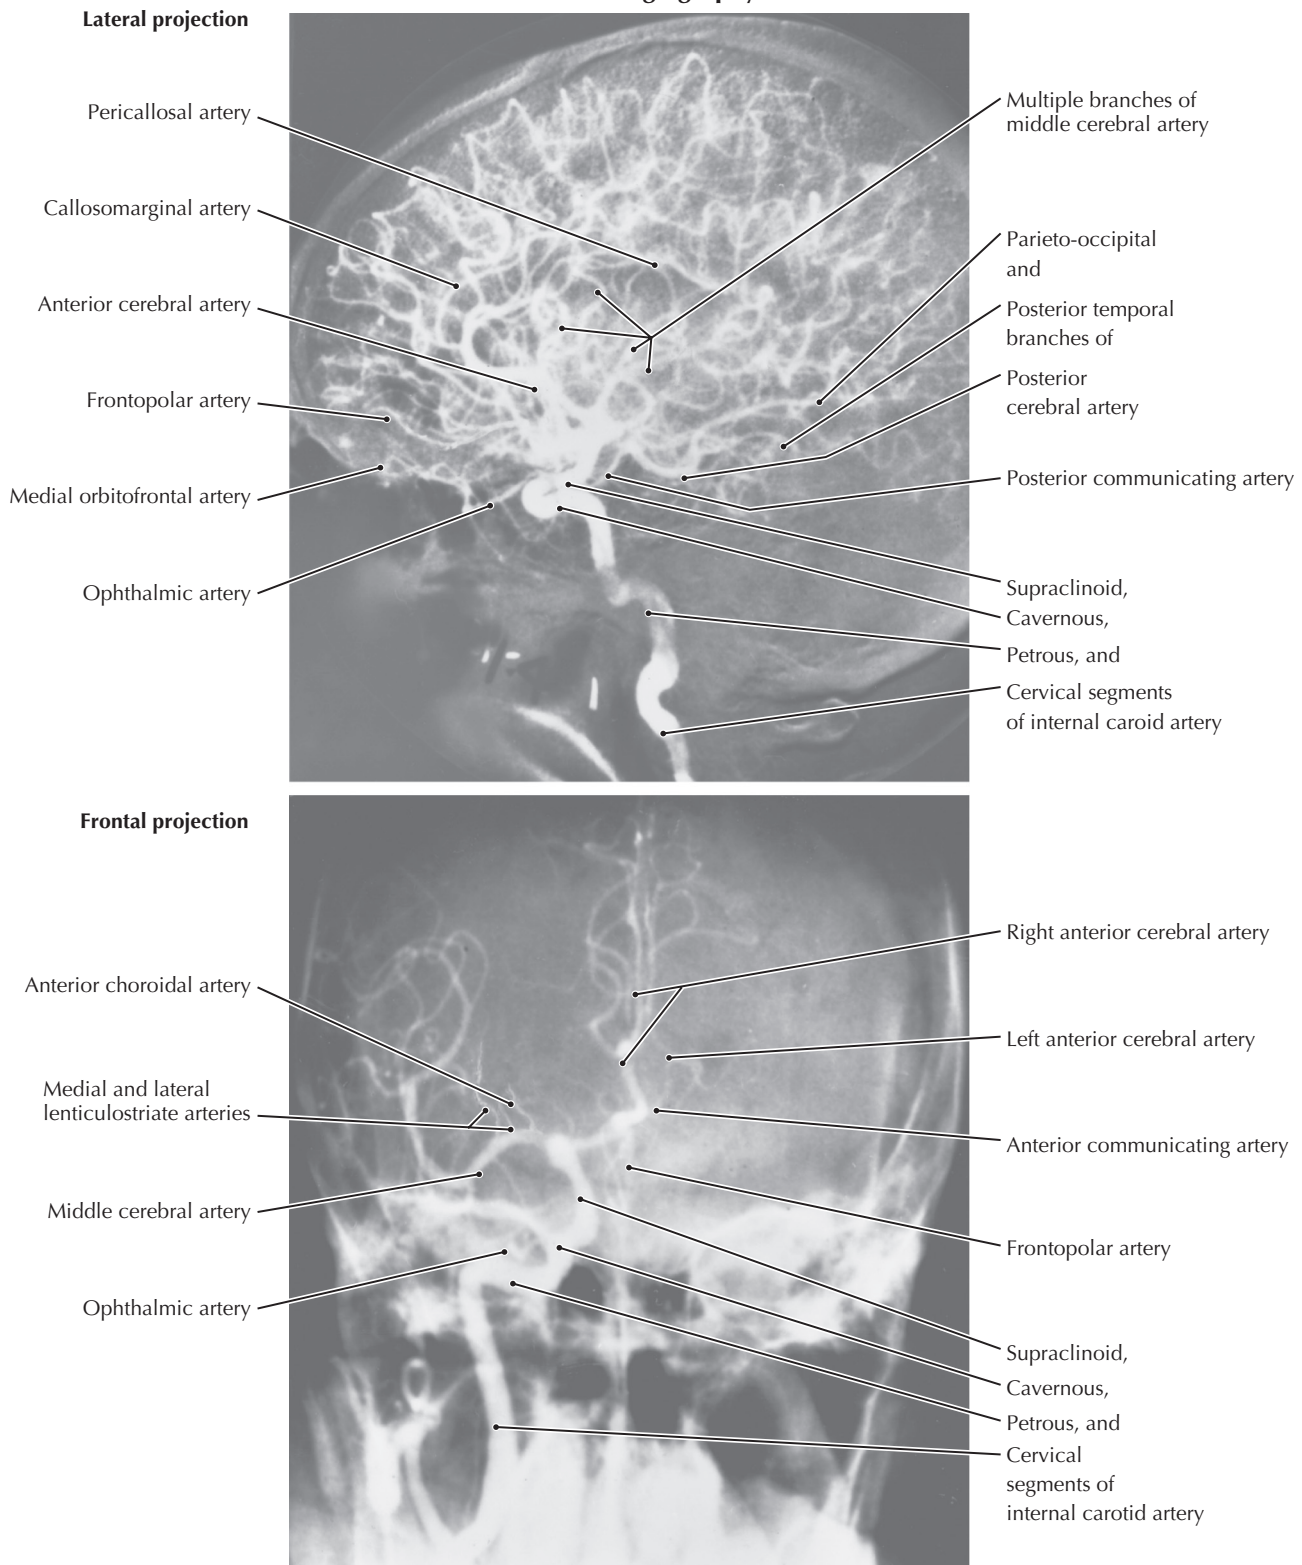 Lateral projection
Pericallosal artery
Callosomarginal artery
Anterior cerebral artery
Frontopolar artery
Medial orbitofrontal artery
Ophthalmic artery
Multiple branches of
middle cerebral artery
Parieto-occipital
and
Posterior temporal
branches of
Posterior
cerebral artery
Posterior communicating artery
Supraclinoid,
Cavernous,
Petrous, and
Cervical segments
of internal caroid artery
Frontal projection
Anterior choroidal artery
Medial and lateral
lenticulostriate arteries
Middle cerebral artery
Ophthalmic artery
Right anterior cerebral artery
Left anterior cerebral artery
Anterior communicating artery
Frontopolar artery
Supraclinoid,
Cavernous,
Petrous, and
Cervical
segments of
internal carotid artery